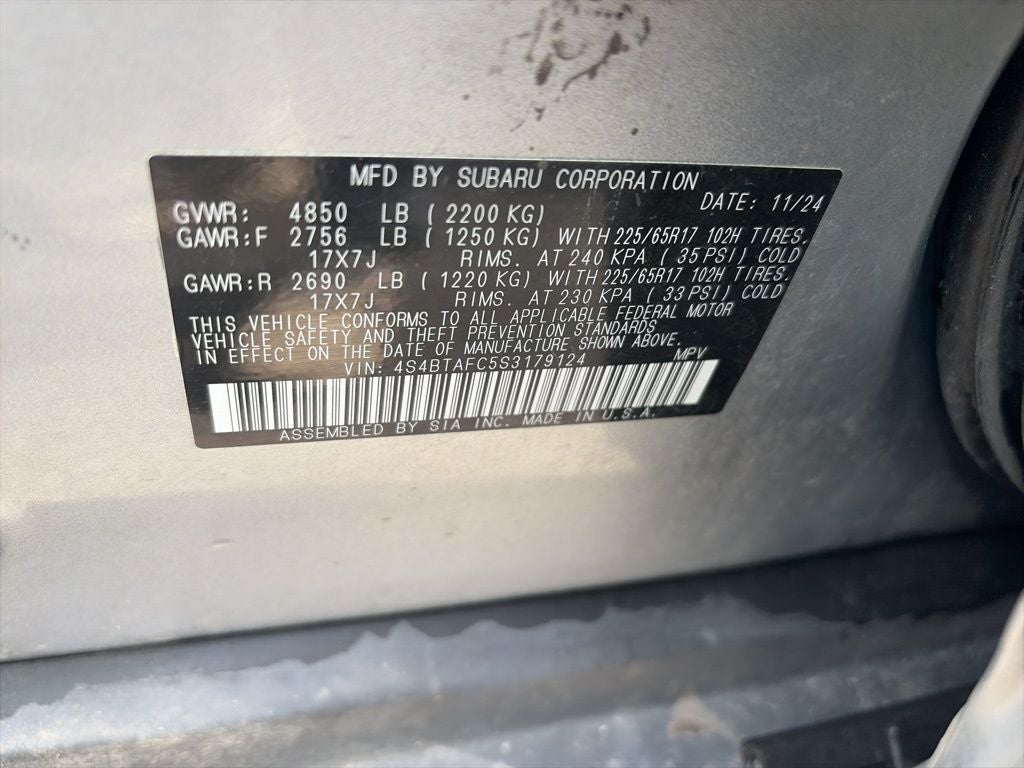 MFD BY SUBARU CORPORATION
DATE: 11/24
GVWR: 4850 LB (2200 KG)
GAWR:F 2756 LB (1250 KG) WITH 225/65R17 102H TIRES,
17X7J RIMS. AT 240 KPA (35 PSI) COLD
GAWR:R 2690 LB (1220 KG) WITH 225/65R17 102H TIRES,
17X7J RIMS. AT 230 KPA (33 PSI) COLD
THIS VEHICLE CONFORMS TO ALL APPLICABLE FEDERAL MOTOR
VEHICLE SAFETY AND THEFT PREVENTION STANDARDS
IN EFFECT ON THE DATE OF MANUFACTURE SHOWN ABOVE.
VIN: 4S4BTAFC5S3179124 MPV
ASSEMBLED BY SIA INC. MADE IN U.S.A.